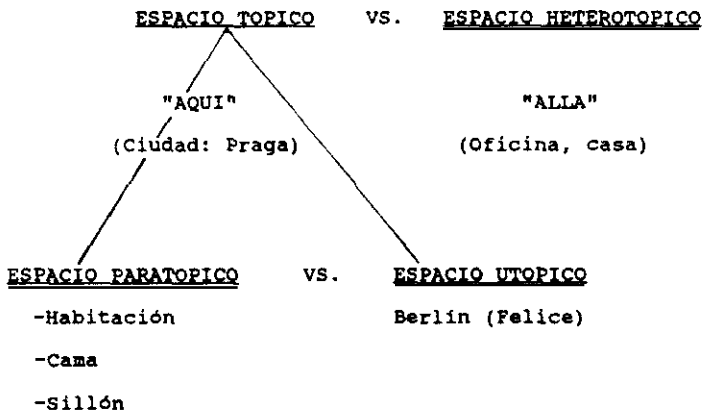 ESPACIO TOPICO VS. ESPACIO HETEROTOPICO
"AQUI" "ALLA"
(Ciudad: Praga) (Oficina, casa)
ESPACIO PARATOPICO VS. ESPACIO UTOPICO
-Habitación Berlín (Felice)
-Cama
-Sillón